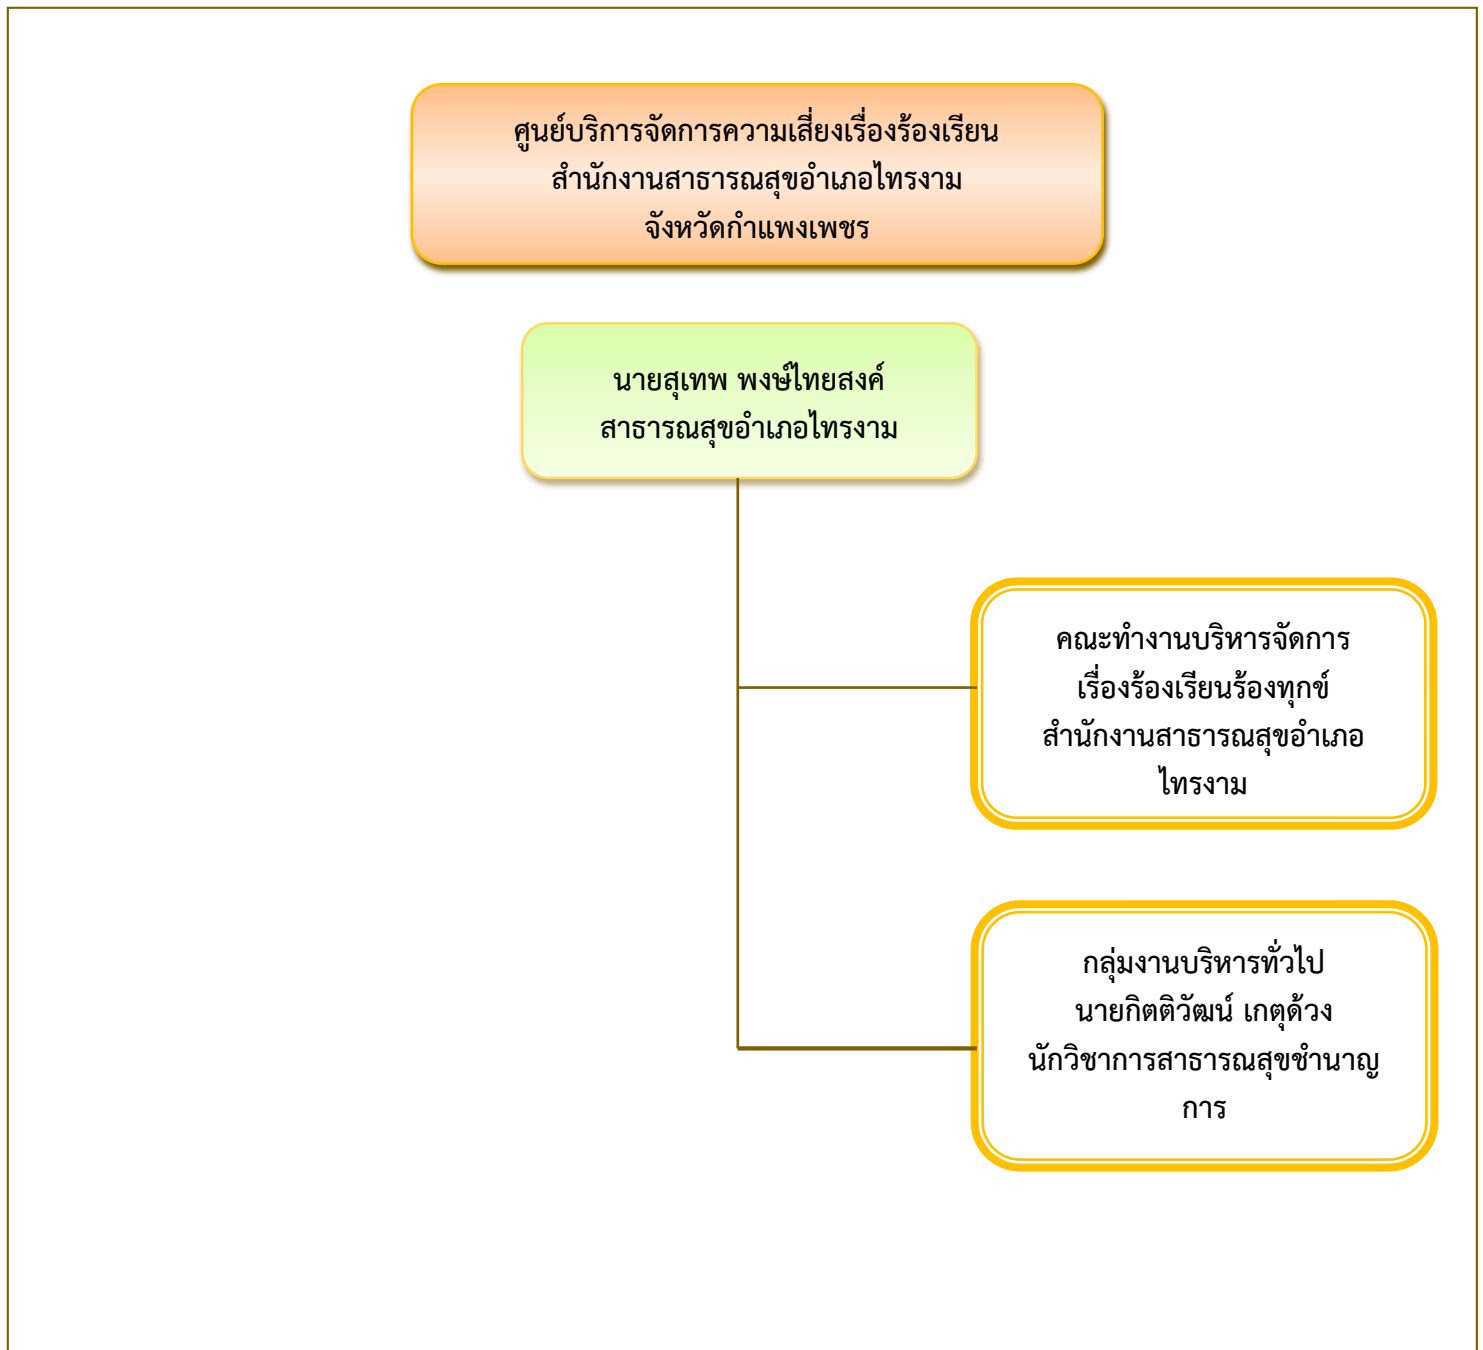 ศูนย์บริการจัดการความเสี่ยงเรื่องร้องเรียน
สำนักงานสาธารณสุขอำเภอไทรงาม
จังหวัดกำแพงเพชร
นายสุเทพ พงษ์ไทยสงค์
สาธารณสุขอำเภอไทรงาม
คณะทำงานบริหารจัดการ
เรื่องร้องเรียนร้องทุกข์
สำนักงานสาธารณสุขอำเภอ
ไทรงาม
กลุ่มงานบริหารทั่วไป
นายกิตติวัฒน์ เกตุด้วง
นักวิชาการสาธารณสุขชำนาญ
การ